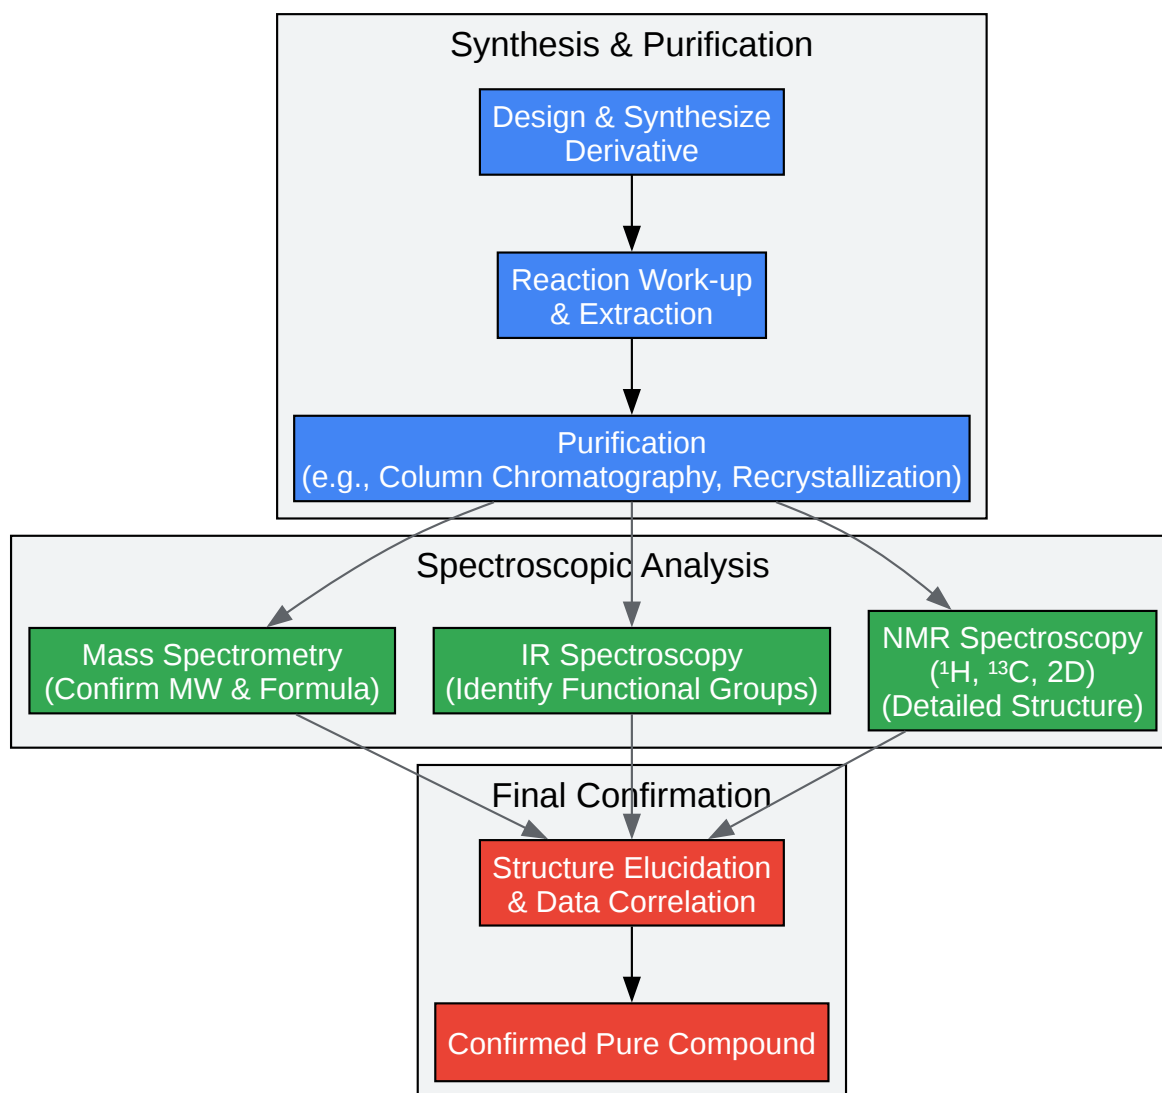 Synthesis & Purification
Design & Synthesize
Derivative
Reaction Work-up
& Extraction
Purification
(e.g., Column Chromatography, Recrystallization)
Spectroscopic Analysis
Mass Spectrometry
(Confirm MW & Formula)
IR Spectroscopy
(Identify Functional Groups)
NMR Spectroscopy
(¹H, ¹³C, 2D)
(Detailed Structure)
Final Confirmation
Structure Elucidation
& Data Correlation
Confirmed Pure Compound